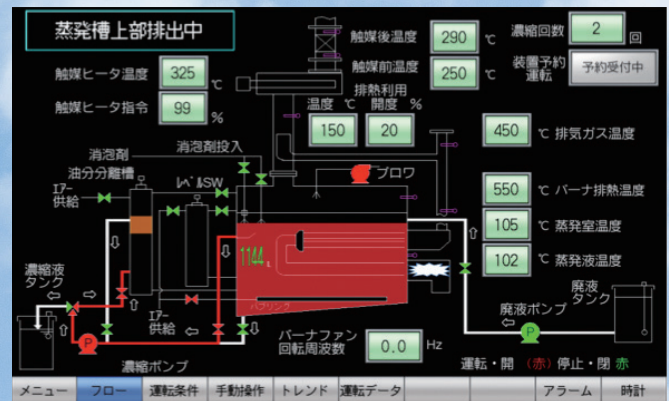 蒸発槽上部排出中
触媒後温度 290 ℃
濃縮回数 2 回
触媒ヒータ温度 325 ℃
触媒前温度 250 ℃
装置予約運転 予約受付中
触媒ヒータ指令 99 %
排熱利用
温度 ℃ 開度 %
150 20
450 ℃ 排気ガス温度
消泡剤
消泡剤投入
油分分離槽
ﾚﾍﾞﾙSW
ブロワ
ｴｱｰ供給
550 ℃ バーナ排熱温度
105 ℃ 蒸発室温度
1144 L
102 ℃ 蒸発液温度
濃縮液タンク
廃液タンク
バブリング
ｴｱｰ供給
廃液ポンプ
P
P
バーナファン回転周波数 0.0 Hz
濃縮ポンプ
運転・開 (赤) 停止・閉 緑
メニュー フロー 運転条件 手動操作 トレンド 運転データ アラーム 時計